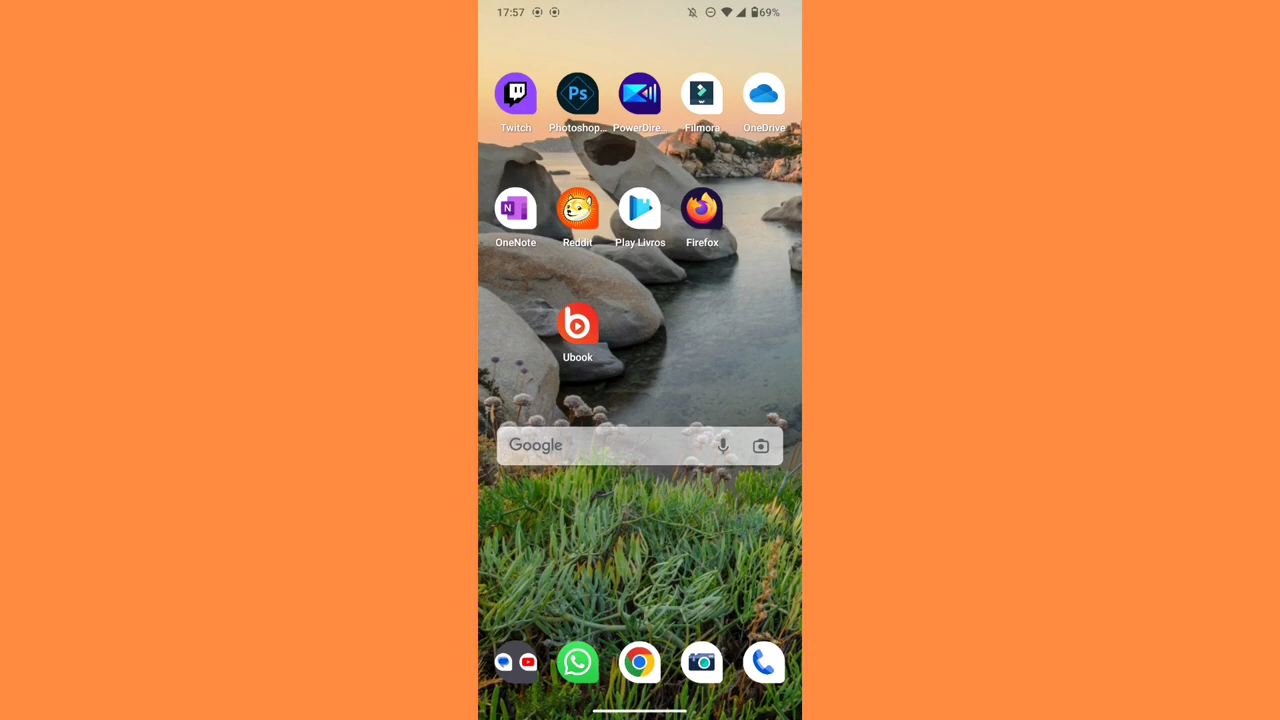 17:57 69%
Twitch Photoshop... PowerDire... Filmora OneDrive
OneNote Reddit Play Livros Firefox
Ubook
Google